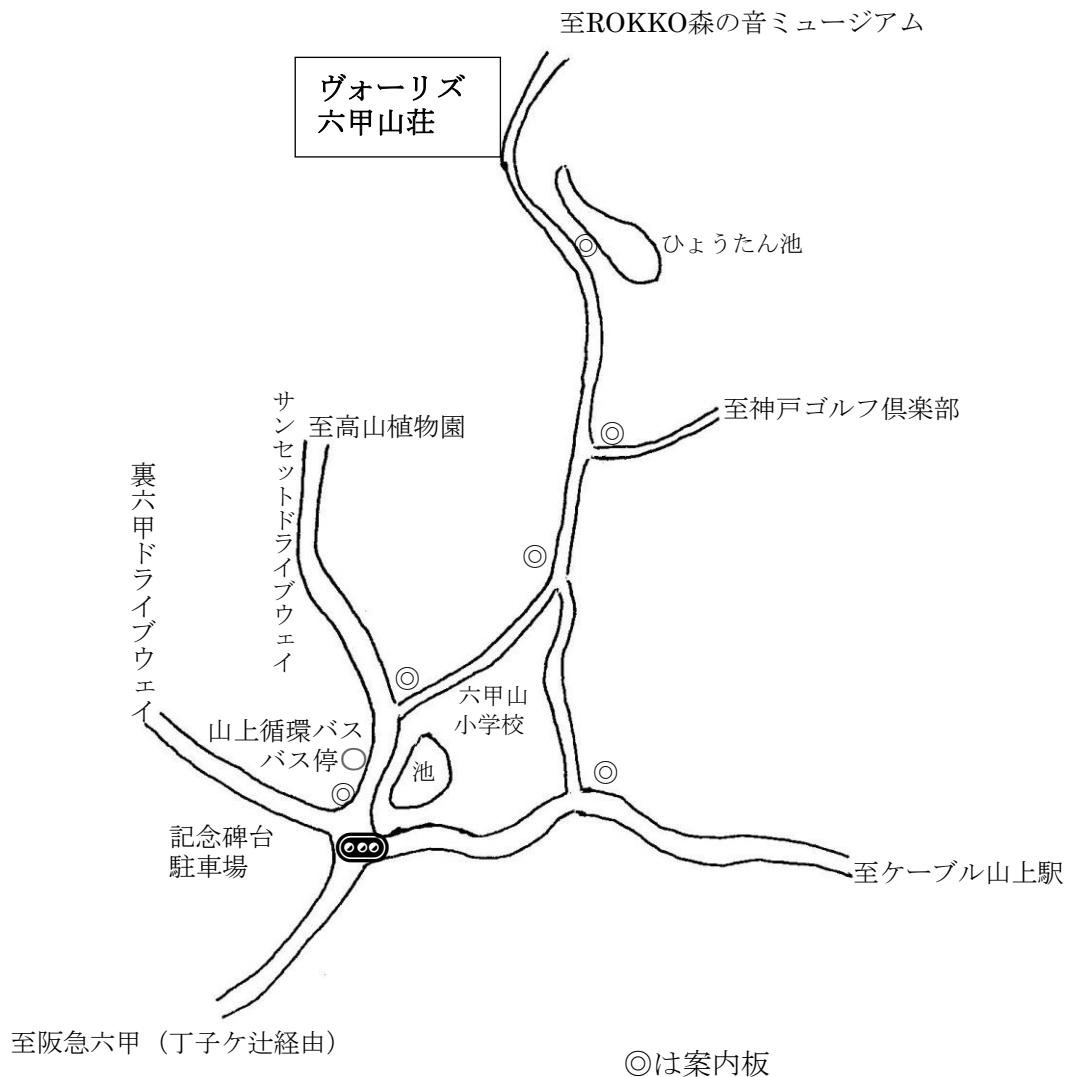 至ROKKO森の音ミュージアム
ヴォーリズ
六甲山荘
ひょうたん池
至神戸ゴルフ倶楽部
サンセットドライブウェイ
至高山植物園
裏六甲ドライブウェイ
六甲山
小学校
山上循環バス
バス停○
池
記念碑台
駐車場
至ケーブル山上駅
至阪急六甲（丁子ケ辻経由）
◎は案内板